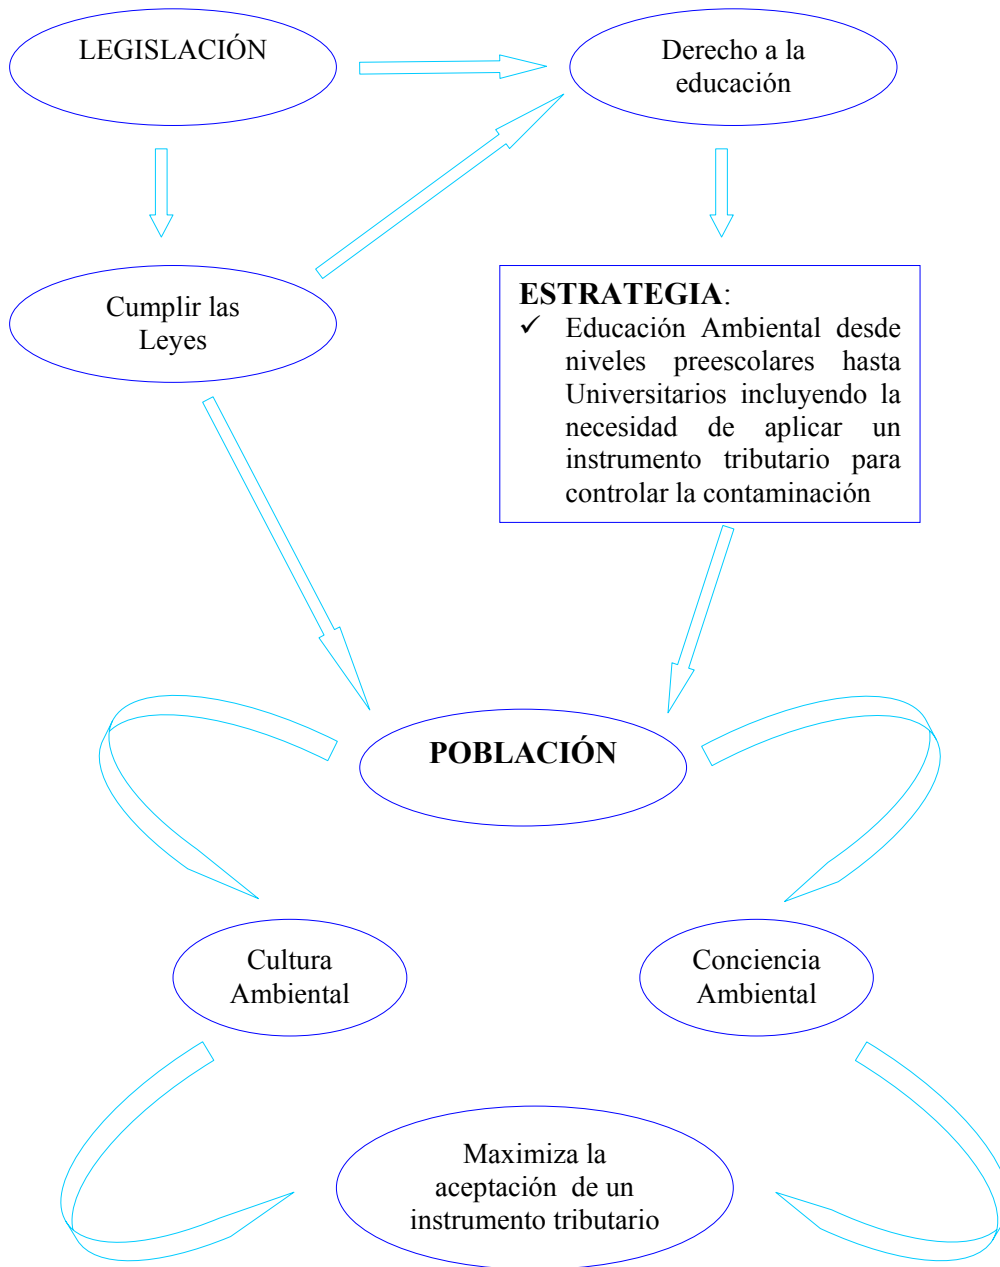 LEGISLACIÓN
Derecho a la
educación
Cumplir las
Leyes
ESTRATEGIA:
✓ Educación Ambiental desde
niveles preescolares hasta
Universitarios incluyendo la
necesidad de aplicar un
instrumento tributario para
controlar la contaminación
POBLACIÓN
Cultura
Ambiental
Conciencia
Ambiental
Maximiza la
aceptación de un
instrumento tributario